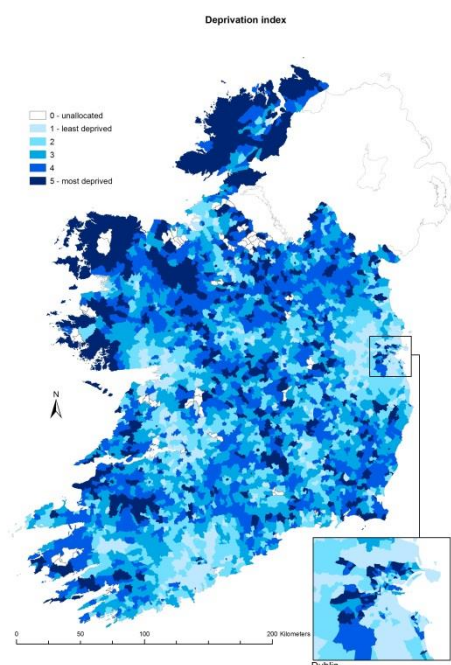 Deprivation index
0 - unallocated
1 - least deprived
2
3
4
5 - most deprived
N
0 50 100 200 Kilometers
Dublin